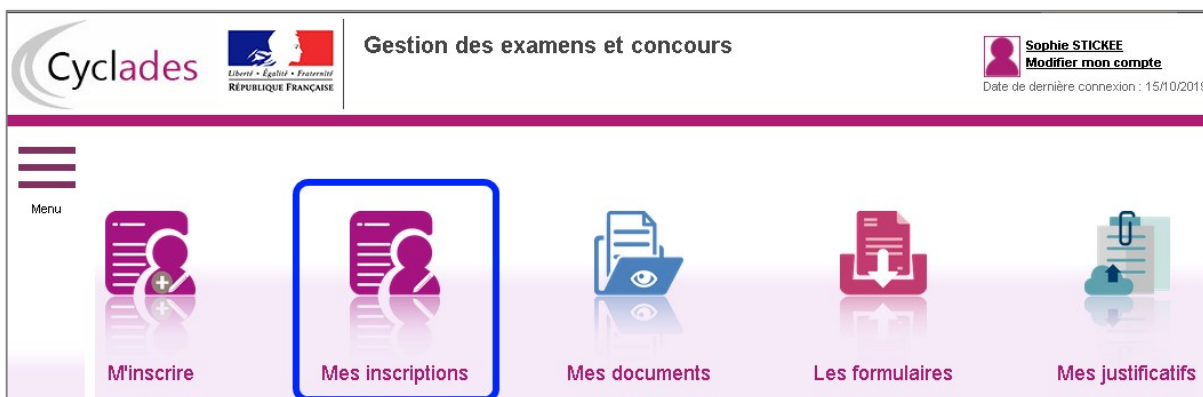 Cyclades
Liberté • Égalité • Fraternité
RÉPUBLIQUE FRANÇAISE
Gestion des examens et concours
Sophie STICKEE
Modifier mon compte
Date de dernière connexion : 15/10/2019
Menu
M'inscrire
Mes inscriptions
Mes documents
Les formulaires
Mes justificatifs